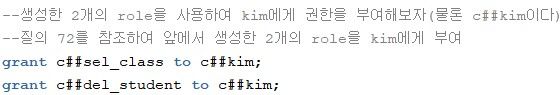 --생성한 2개의 role을 사용하여 kim에게 권한을 부여해보자(물론 c##kim이다)
--질의 72를 참조하여 앞에서 생성한 2개의 role을 kim에게 부여
grant c##sel_class to c##kim;
grant c##del_student to c##kim;